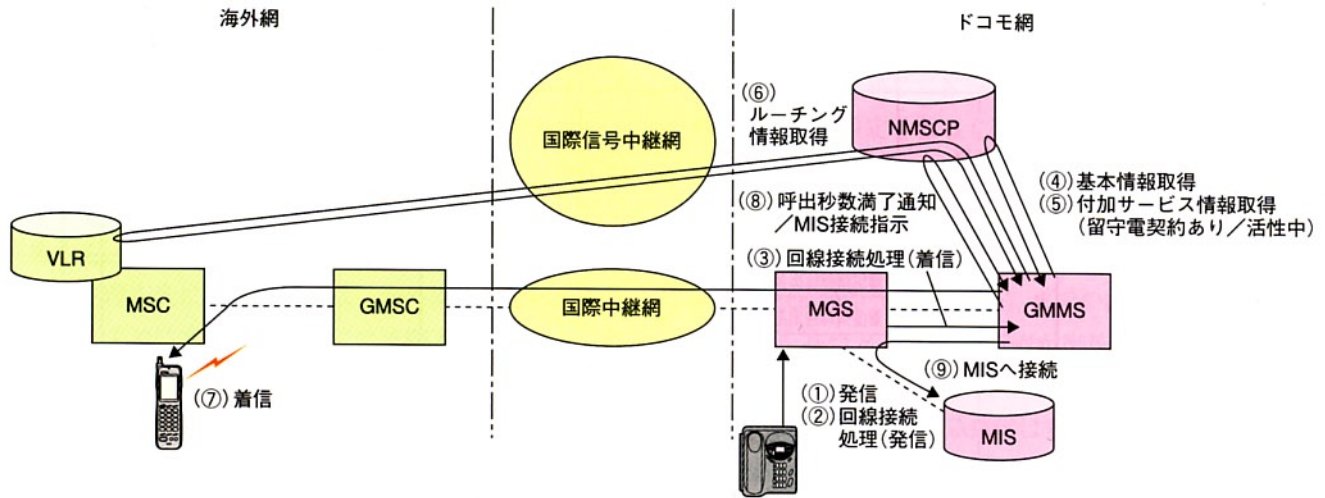 海外網
ドコモ網
(⑥)
ルーチング
情報取得
NMSCP
国際信号中継網
(④) 基本情報取得
(⑤) 付加サービス情報取得
(留守電契約あり/活性中)
(⑧) 呼出秒数満了通知
/MIS接続指示
VLR
(③) 回線接続処理(着信)
MSC
GMSC
国際中継網
MGS
GMMS
(⑨) MISへ接続
(⑦) 着信
(①) 発信
(②) 回線接続
処理(発信)
MIS